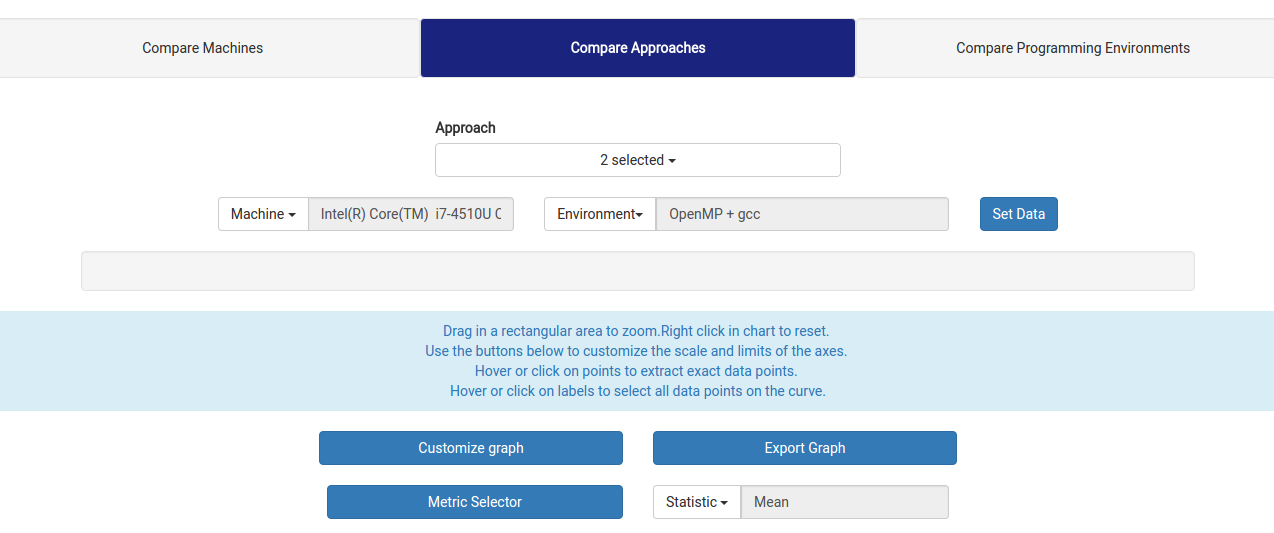 Compare Machines
Compare Approaches
Compare Programming Environments
Approach
2 selected
Machine
Intel(R) Core(TM) i7-4510U C
Environment
OpenMP + gcc
Set Data
Drag in a rectangular area to zoom.Right click in chart to reset.
Use the buttons below to customize the scale and limits of the axes.
Hover or click on points to extract exact data points.
Hover or click on labels to select all data points on the curve.
Customize graph
Export Graph
Metric Selector
Statistic
Mean